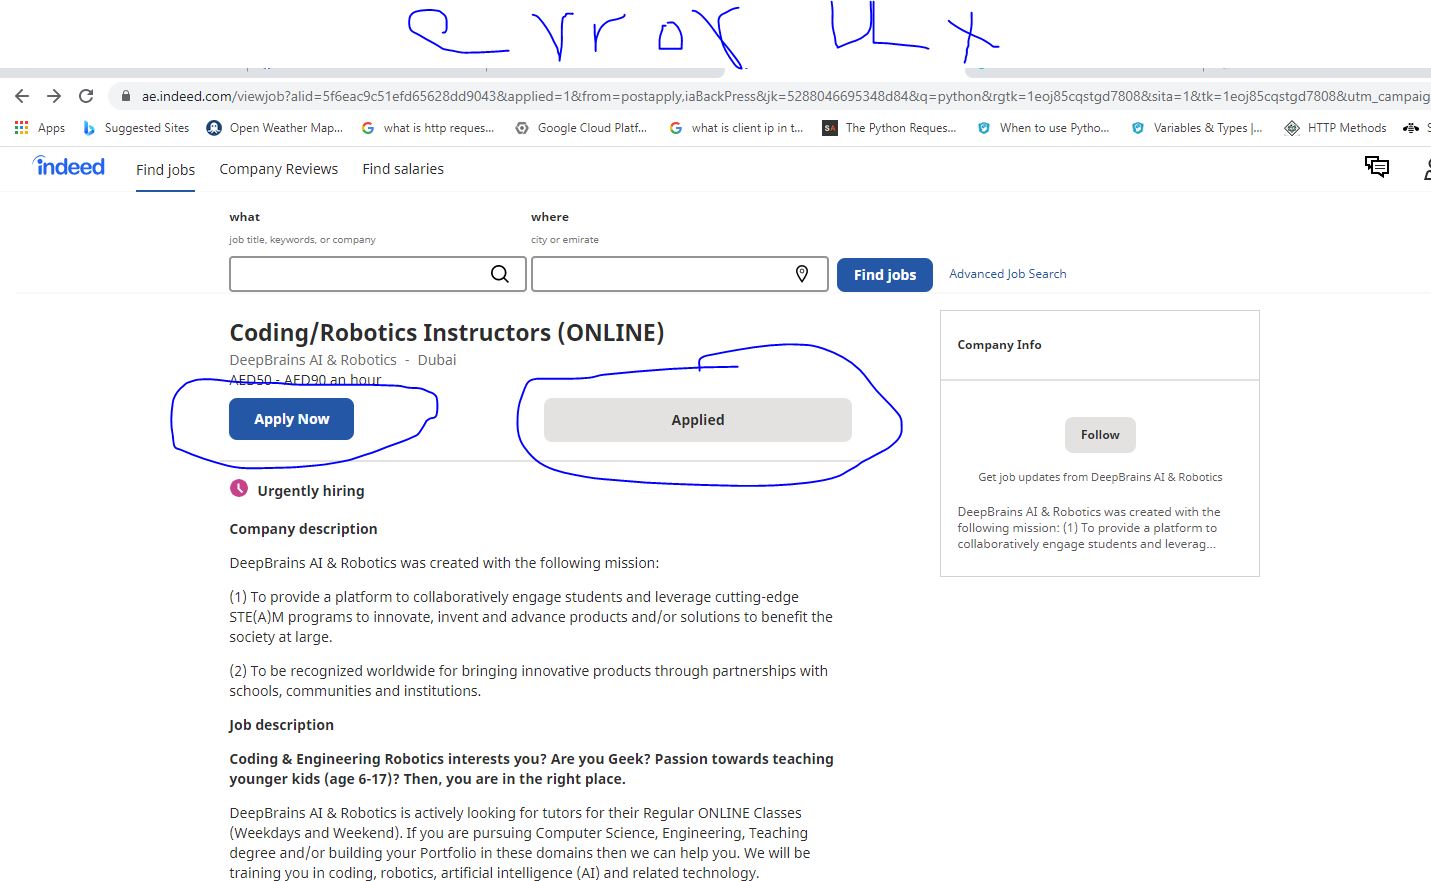 error Ux
ae.indeed.com/viewjob?alid=5f6eac9c51efd65628dd9043&applied=1&from=postapply,iaBackPress&jk=5288046695348d84&q=python&rgtk=1eoj85cqstgd7808&sita=1&tk=1eoj85cqstgd7808&utm_campaig
Apps Suggested Sites Open Weather Map... what is http reques... Google Cloud Platf... what is client ip in t... SA The Python Reques... When to use Pytho... Variables & Types |... HTTP Methods S
indeed Find jobs Company Reviews Find salaries
what where
job title, keywords, or company city or emirate
Find jobs Advanced Job Search
Coding/Robotics Instructors (ONLINE)
DeepBrains AI & Robotics - Dubai
AED50 - AED90 an hour
Apply Now Applied
Urgently hiring
Company description
DeepBrains AI & Robotics was created with the following mission:
(1) To provide a platform to collaboratively engage students and leverage cutting-edge
STE(A)M programs to innovate, invent and advance products and/or solutions to benefit the
society at large.
(2) To be recognized worldwide for bringing innovative products through partnerships with
schools, communities and institutions.
Job description
Coding & Engineering Robotics interests you? Are you Geek? Passion towards teaching
younger kids (age 6-17)? Then, you are in the right place.
DeepBrains AI & Robotics is actively looking for tutors for their Regular ONLINE Classes
(Weekdays and Weekend). If you are pursuing Computer Science, Engineering, Teaching
degree and/or building your Portfolio in these domains then we can help you. We will be
training you in coding, robotics, artificial intelligence (AI) and related technology.
Company Info
Follow
Get job updates from DeepBrains AI & Robotics
DeepBrains AI & Robotics was created with the
following mission: (1) To provide a platform to
collaboratively engage students and leverag...